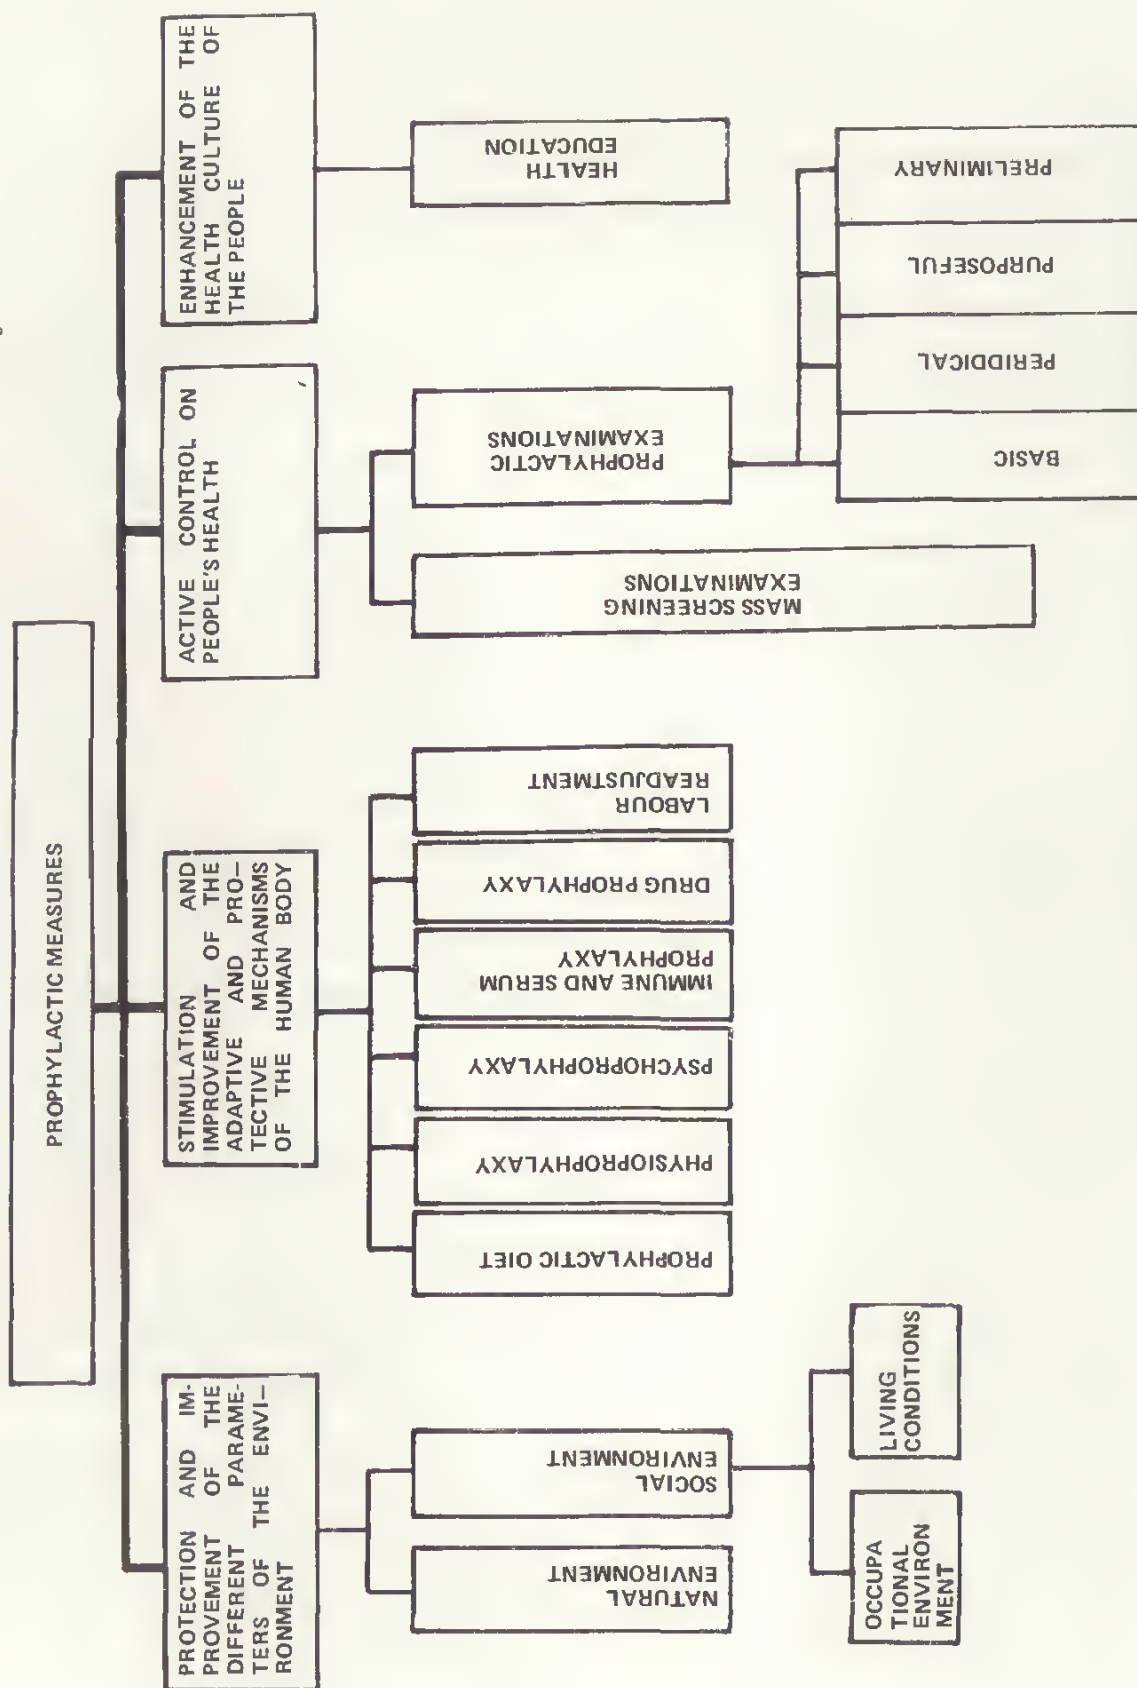 PROPHYLACTIC MEASURES
PROTECTION AND IM-
PROVEMENT OF THE
DIFFERENT PARAME-
TERS OF THE ENVI-
RONMENT
STIMULATION AND
IMPROVEMENT OF THE
ADAPTIVE AND PRO-
TECTIVE MECHANISMS
OF THE HUMAN BODY
ACTIVE CONTROL ON
PEOPLE'S HEALTH
ENHANCEMENT OF THE
HEALTH CULTURE OF
THE PEOPLE
NATURAL
ENVIRONMENT
SOCIAL
ENVIRONMENT
PROPHYLACTIC OIET
PHYSIOPROPHYLAXY
PSYCHOPROPHYLAXY
IMMUNE AND SERUM
PROPHYLAXY
DRUG PROPHYLAXY
LABOUR
READJUSTMENT
MASS SCREENING
EXAMINATIONS
PROPHYLACTIC
EXAMINATIONS
HEALTH
EDUCATION
OCCUPA
TIONAL
ENVIRON
MENT
LIVING
CONDITIONS
BASIC
PERIDDICAL
PURPOSEFUL
PRELIMINARY